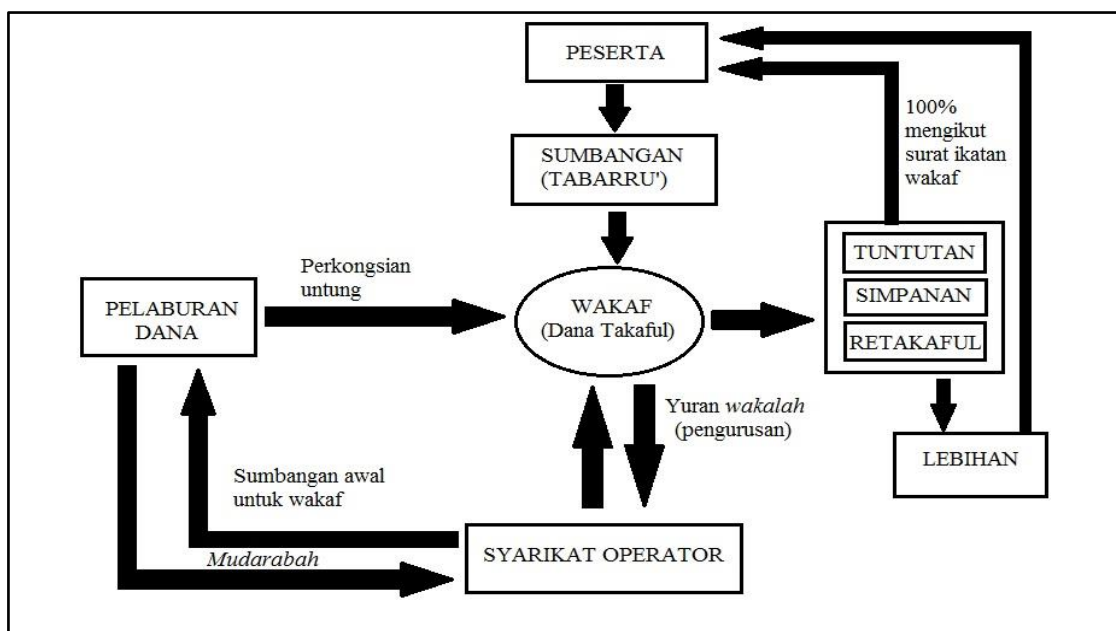 PESERTA
SUMBANGAN
(TABARRU')
100%
mengikut
surat ikatan
wakaf
TUNTUTAN
SIMPANAN
RETAKAFUL
Perkongsian
untung
PELABURAN
DANA
WAKAF
(Dana Takaful)
Yuran wakalah
(pengurusan)
LEBIHAN
Sumbangan awal
untuk wakaf
Mudarabah
SYARIKAT OPERATOR